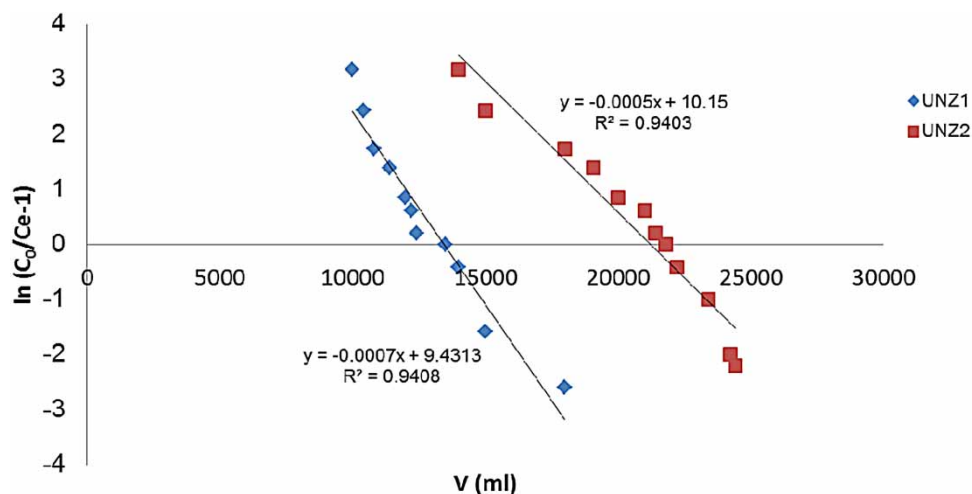 4
3
2
1
0
-1
-2
-3
-4
ln (C₀/Ce-1)
0 5000 10000 15000 20000 25000 30000
V (ml)
y = -0.0005x + 10.15
R² = 0.9403
y = -0.0007x + 9.4313
R² = 0.9408
UNZ1
UNZ2